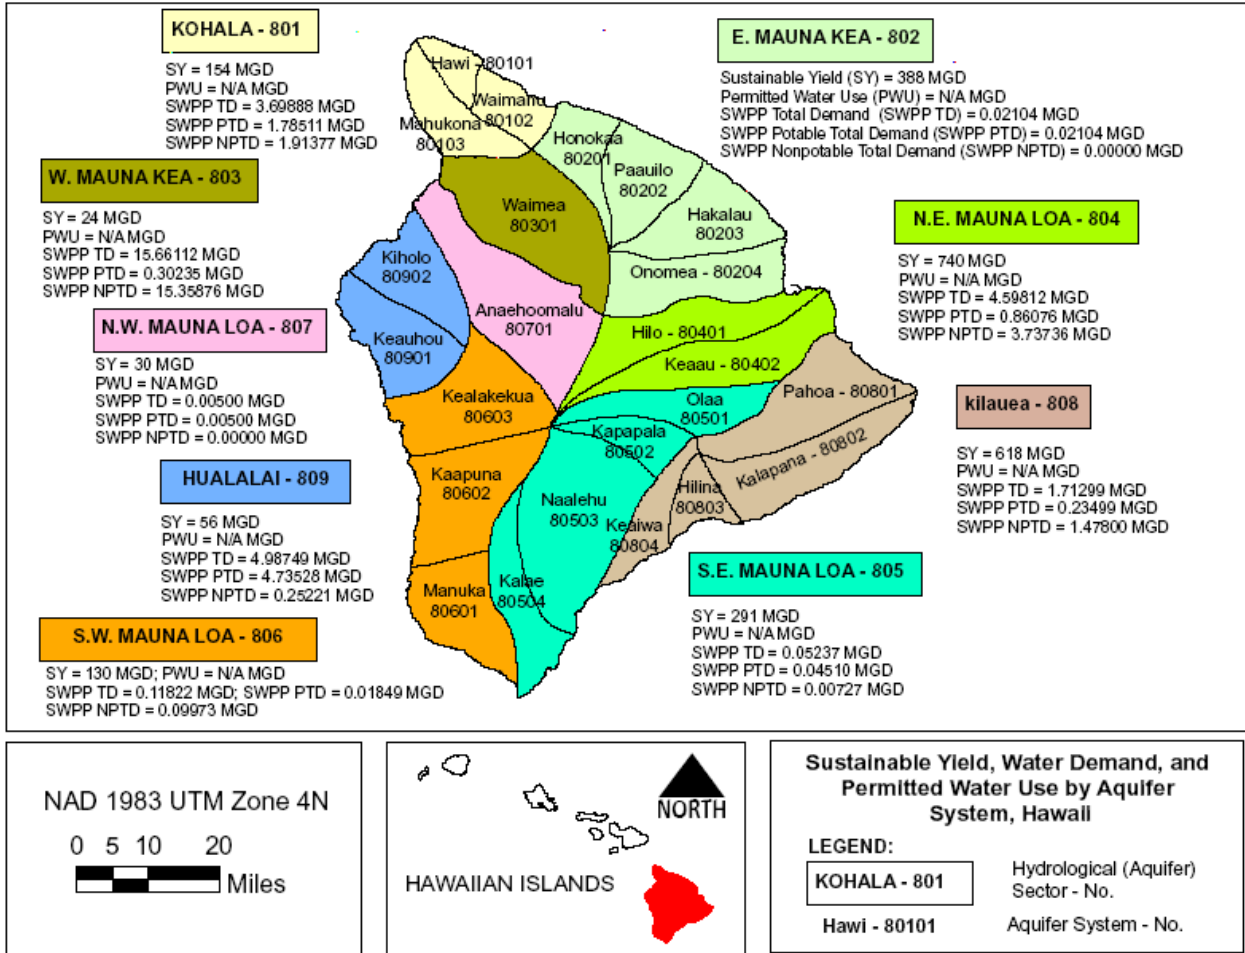 KOHALA - 801
SY = 154 MGD
PWU = N/A MGD
SWPP TD = 3.69888 MGD
SWPP PTD = 1.78511 MGD
SWPP NPTD = 1.91377 MGD
E. MAUNA KEA - 802
Sustainable Yield (SY) = 388 MGD
Permitted Water Use (PWU) = N/A MGD
SWPP Total Demand (SWPP TD) = 0.02104 MGD
SWPP Potable Total Demand (SWPP PTD) = 0.02104 MGD
SWPP Nonpotable Total Demand (SWPP NPTD) = 0.00000 MGD
W. MAUNA KEA - 803
SY = 24 MGD
PWU = N/A MGD
SWPP TD = 15.66112 MGD
SWPP PTD = 0.30235 MGD
SWPP NPTD = 15.35876 MGD
N.E. MAUNA LOA - 804
SY = 740 MGD
PWU = N/A MGD
SWPP TD = 4.59812 MGD
SWPP PTD = 0.86076 MGD
SWPP NPTD = 3.73736 MGD
N.W. MAUNA LOA - 807
SY = 30 MGD
PWU = N/A MGD
SWPP TD = 0.00500 MGD
SWPP PTD = 0.00500 MGD
SWPP NPTD = 0.00000 MGD
kilauea - 808
SY = 618 MGD
PWU = N/A MGD
SWPP TD = 1.71299 MGD
SWPP PTD = 0.23499 MGD
SWPP NPTD = 1.47800 MGD
HUALALAI - 809
SY = 56 MGD
PWU = N/A MGD
SWPP TD = 4.98749 MGD
SWPP PTD = 4.73528 MGD
SWPP NPTD = 0.25221 MGD
S.E. MAUNA LOA - 805
SY = 291 MGD
PWU = N/A MGD
SWPP TD = 0.05237 MGD
SWPP PTD = 0.04510 MGD
SWPP NPTD = 0.00727 MGD
S.W. MAUNA LOA - 806
SY = 130 MGD; PWU = N/A MGD
SWPP TD = 0.11822 MGD; SWPP PTD = 0.01849 MGD
SWPP NPTD = 0.09973 MGD
Hawi - 80101
Waimanu
80102
Mahukona
80103
Honokaa
80201
Paauilo
80202
Hakalau
80203
Onomea - 80204
Waimea
80301
Kiholo
80902
Keauhou
80901
Anaehoomalu
80701
Hilo - 80401
Keaau - 80402
Kealakekua
80603
Olaa
80501
Pahoa - 80801
Kapapala
80502
Kalapana - 80802
Kaapuna
80602
Naalehu
80503
Hilina
80803
Keaiwa
80804
Manuka
80601
Kalae
80504
NAD 1983 UTM Zone 4N
0 5 10 20
Miles
NORTH
HAWAIIAN ISLANDS
Sustainable Yield, Water Demand, and
Permitted Water Use by Aquifer
System, Hawaii
LEGEND:
KOHALA - 801
Hydrological (Aquifer)
Sector - No.
Hawi - 80101
Aquifer System - No.